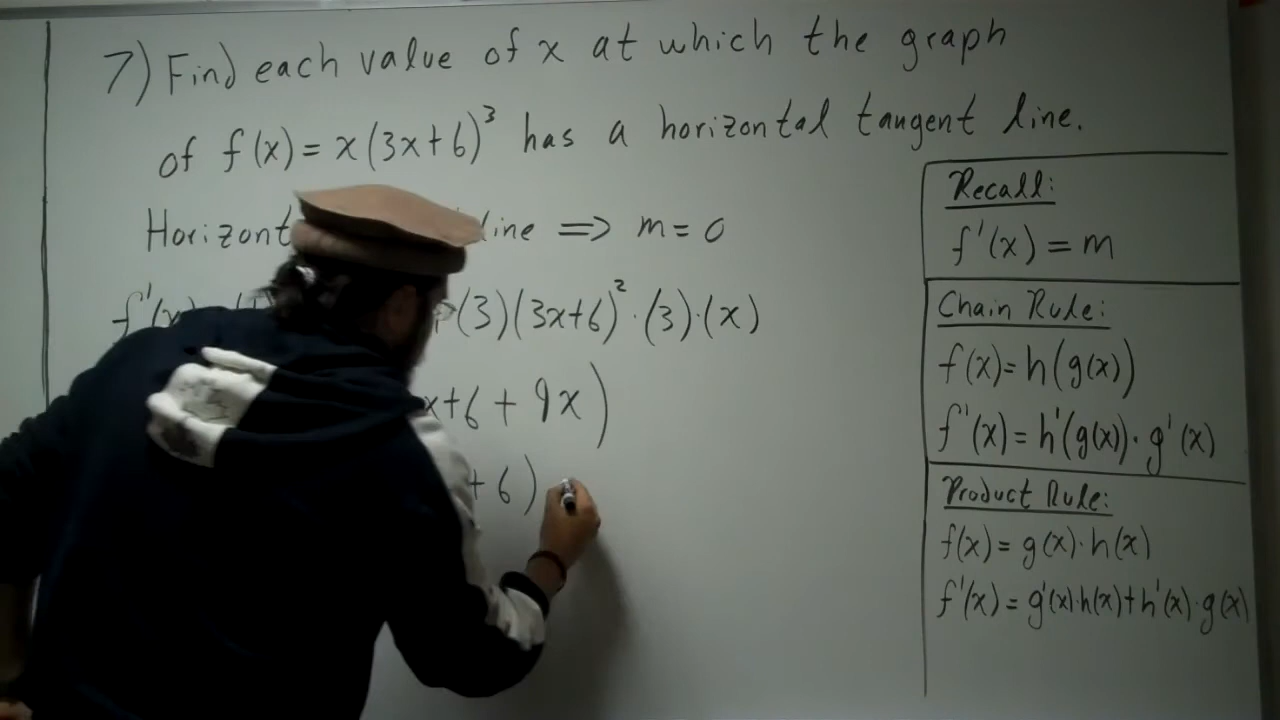 7) Find each value of x at which the graph
of f(x) = x(3x+6)³ has a horizontal tangent line.
line ⇒ m = 0
(3)(3x+6)²·(3)·(x)
x+6 + 9x)
+ 6)
Recall:
f'(x) = m
Chain Rule:
f(x) = h(g(x))
f'(x) = h'(g(x))·g'(x)
Product Rule:
f(x) = g(x)·h(x)
f'(x) = g'(x)·h(x)+h'(x)·g(x)